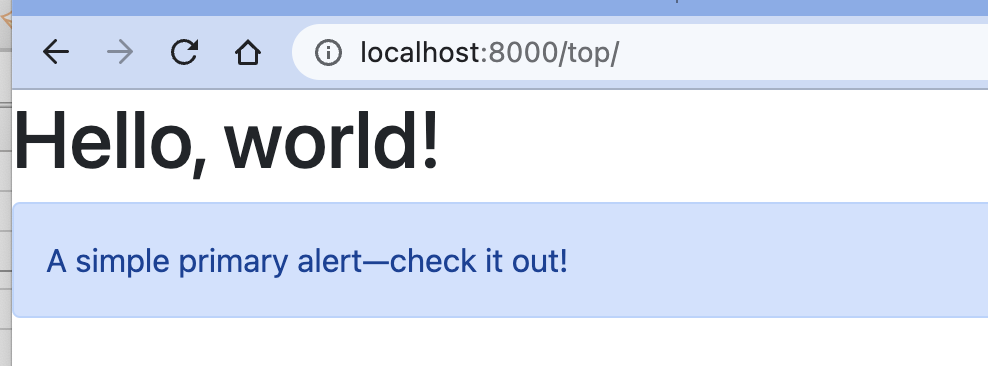 localhost:8000/top/
Hello, world!
A simple primary alert—check it out!